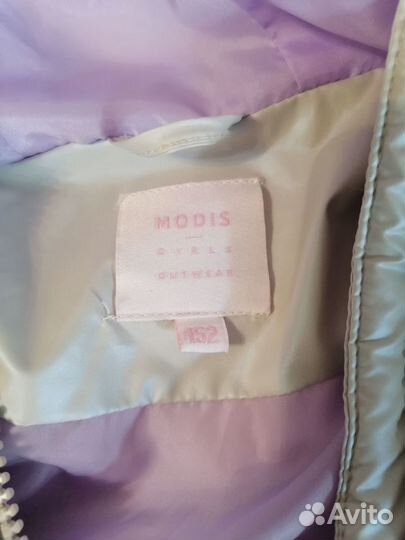 MODIS
GIRLS
OUTWEAR
152
Avito